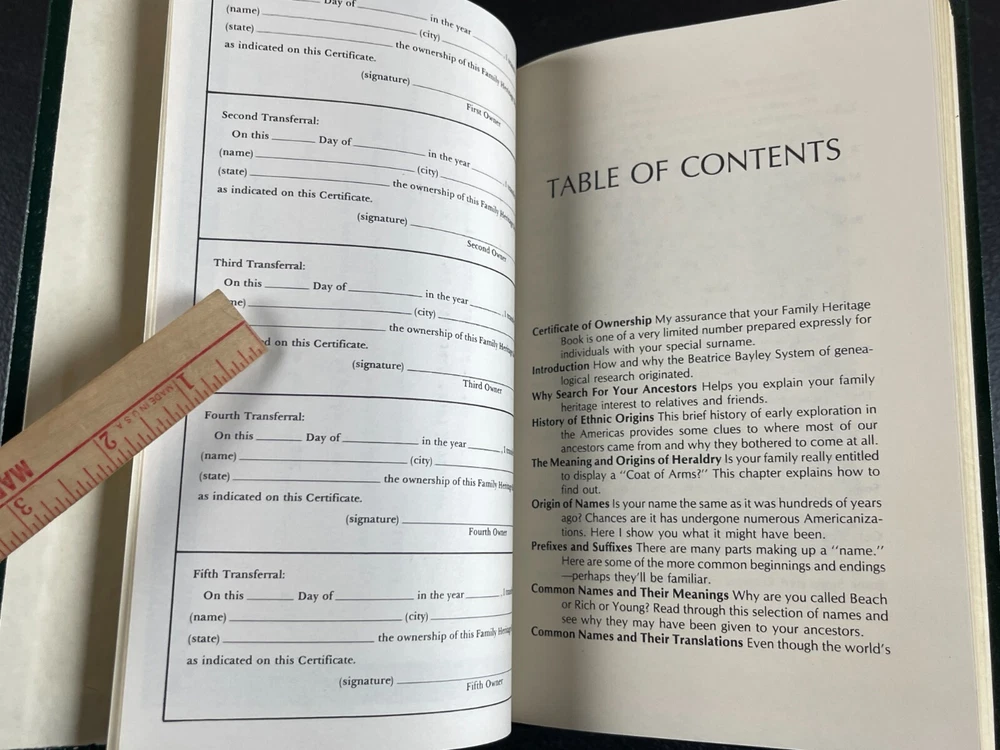 Day of in the year
(name) (city)
(state) the ownership of this Family Heritage
as indicated on this Certificate.
(signature)
First Owner
Second Transferral:
On this Day of in the year
(name) (city)
(state) the ownership of this Family Heritage
as indicated on this Certificate.
(signature)
Second Owner
Third Transferral:
On this Day of in the year
(city)
the ownership of this Family Heritage
on this Certificate.
(signature)
Third Owner
Fourth Transferral:
On this Day of in the year
(name) (city)
(state) the ownership of this Family Heritage
as indicated on this Certificate.
(signature)
Fourth Owner
Fifth Transferral:
On this Day of in the year
(name) (city)
(state) the ownership of this Family Heritage
as indicated on this Certificate.
(signature)
Fifth Owner
1 2 3
MADE IN U.S.A.
TABLE OF CONTENTS
Certificate of Ownership My assurance that your Family Heritage
Book is one of a very limited number prepared expressly for
individuals with your special surname.
Introduction How and why the Beatrice Bayley System of genea-
logical research originated.
Why Search For Your Ancestors Helps you explain your family
heritage interest to relatives and friends.
History of Ethnic Origins This brief history of early exploration in
the Americas provides some clues to where most of our
ancestors came from and why they bothered to come at all.
The Meaning and Origins of Heraldry Is your family really entitled
to display a "Coat of Arms?" This chapter explains how to
find out.
Origin of Names Is your name the same as it was hundreds of years
ago? Chances are it has undergone numerous Americaniza-
tions. Here I show you what it might have been.
Prefixes and Suffixes There are many parts making up a "name."
Here are some of the more common beginnings and endings
—perhaps they'll be familiar.
Common Names and Their Meanings Why are you called Beach
or Rich or Young? Read through this selection of names and
see why they may have been given to your ancestors.
Common Names and Their Translations Even though the world's